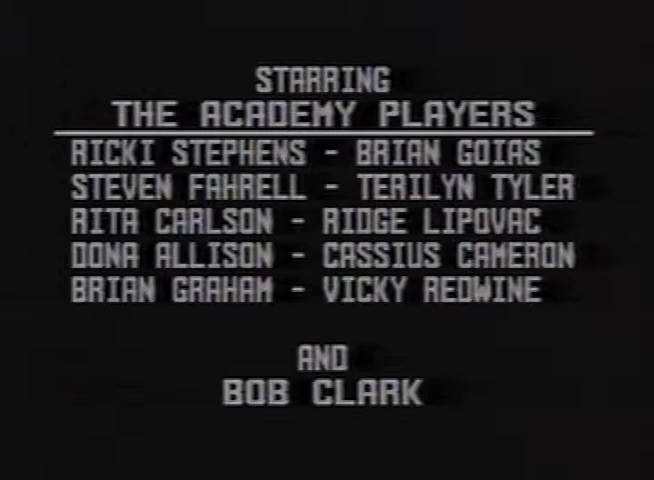 STARRING
THE ACADEMY PLAYERS
RICKI STEPHENS - BRIAN GOIAS
STEVEN FAHRELL - TERILYN TYLER
RITA CARLSON - RIDGE LIPOVAC
DONA ALLISON - CASSIUS CAMERON
BRIAN GRAHAM - VICKY REDWINE
AND
BOB CLARK